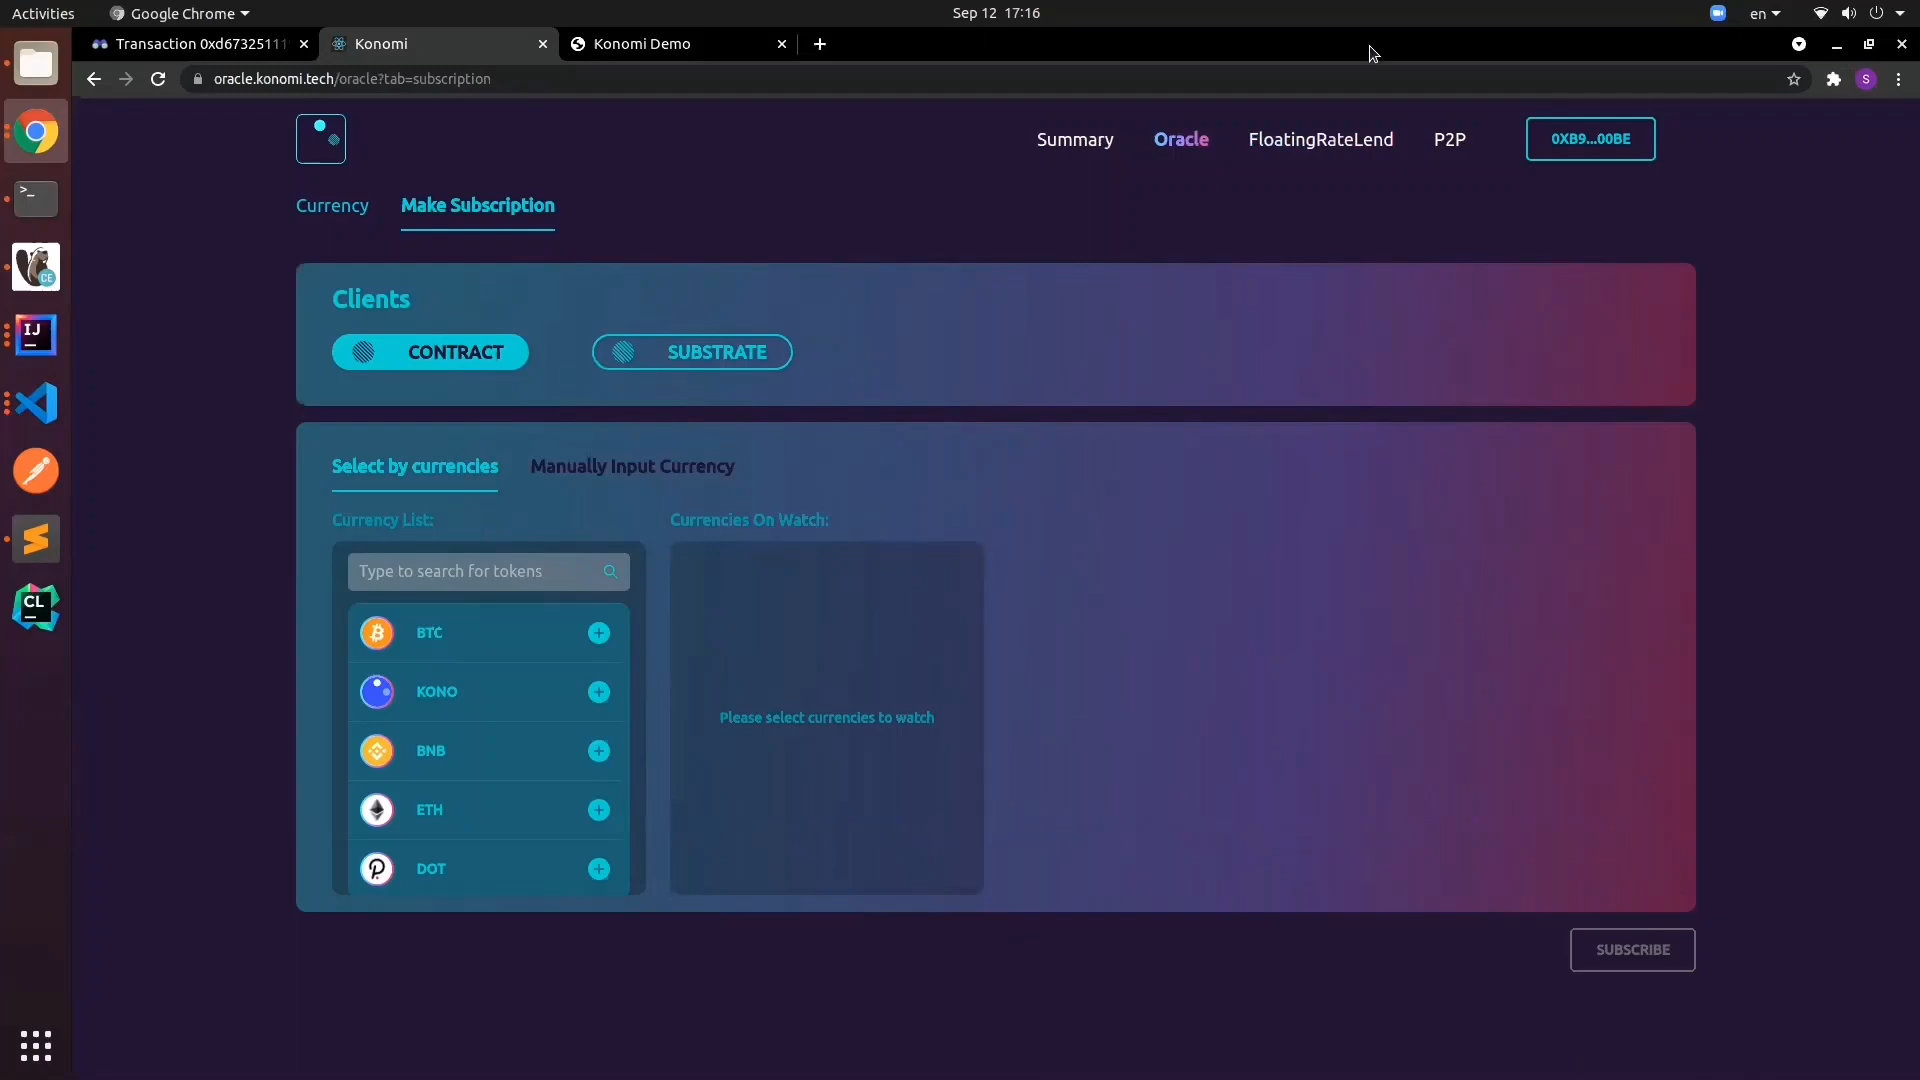 Activities
Google Chrome
Sep 12 17:16
en
Transaction 0xd67325111
Konomi
Konomi Demo
oracle.konomi.tech/oracle?tab=subscription
S
Summary
Oracle
FloatingRateLend
P2P
0XB9...00BE
Currency
Make Subscription
Clients
CONTRACT
SUBSTRATE
Select by currencies
Manually Input Currency
Currency List:
Currencies On Watch:
Type to search for tokens
BTC
KONO
BNB
ETH
DOT
Please select currencies to watch
SUBSCRIBE
>_
CE
IJ
CL